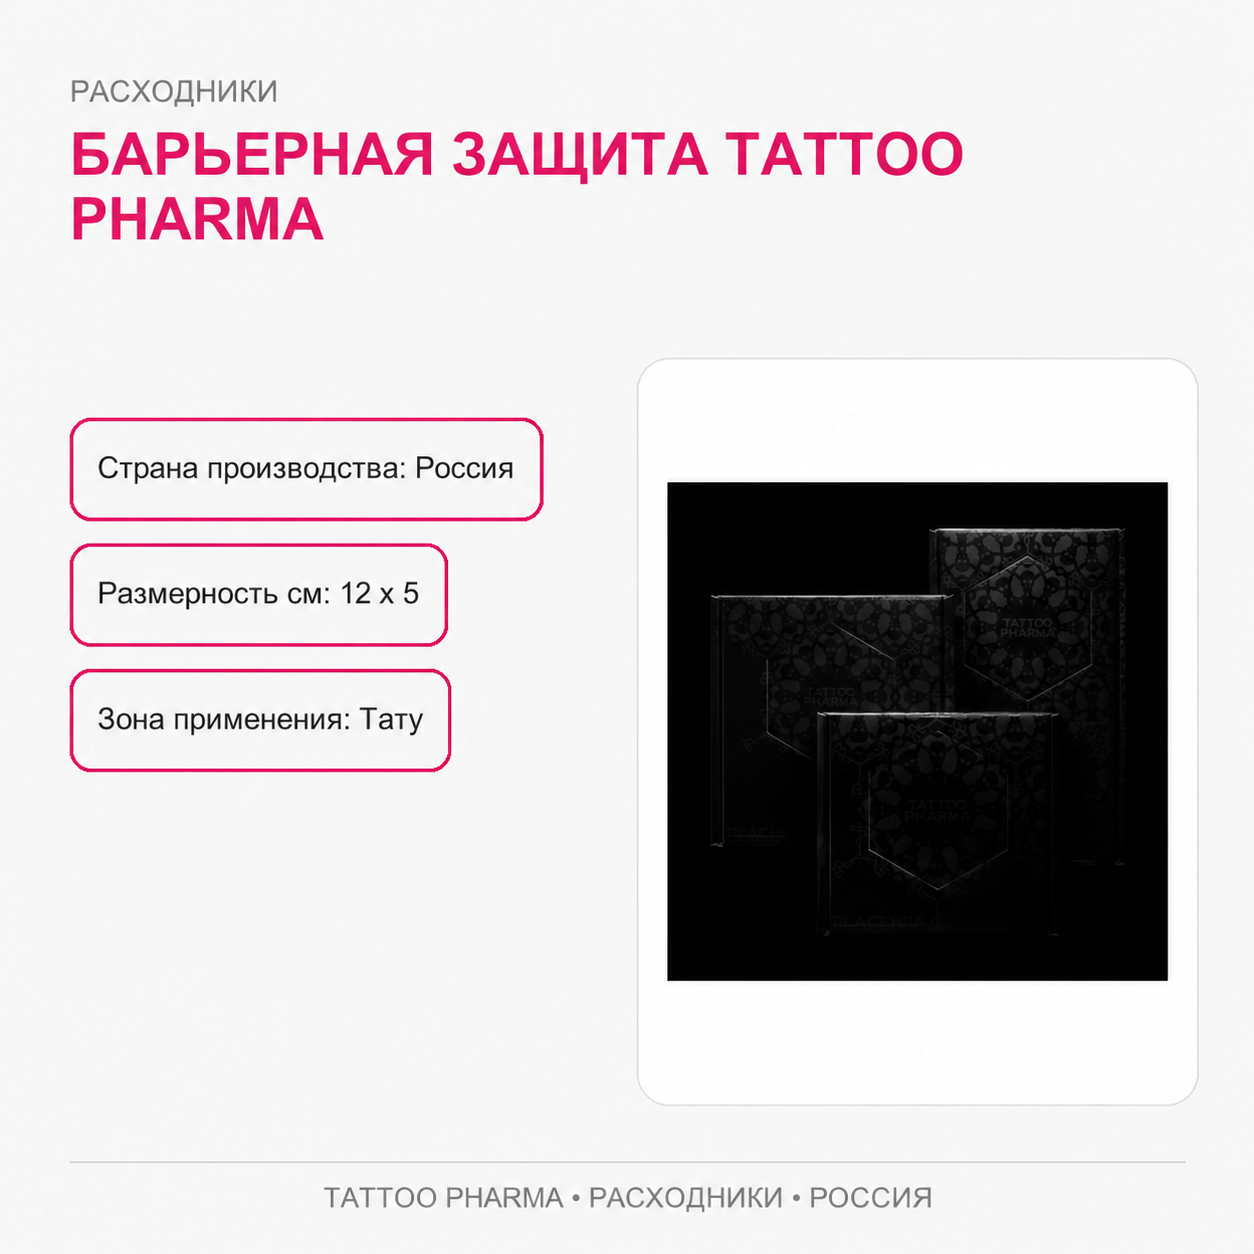 РАСХОДНИКИ
БАРЬЕРНАЯ ЗАЩИТА TATTOO
PHARMA
Страна производства: Россия
Размерность см: 12 x 5
Зона применения: Тату
TATTOO
PHARMA
TATTOO
PHARMA
TATTOO
PHARMA
TATTOO PHARMA • РАСХОДНИКИ • РОССИЯ